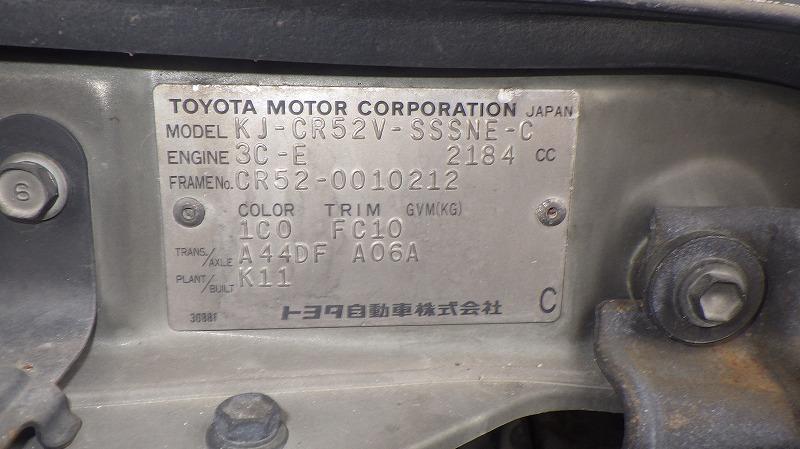 TOYOTA MOTOR CORPORATION JAPAN
MODEL KJ-CR52V-SSSNE-C
ENGINE 3C-E 2184 CC
FRAME No. CR52-0010212
COLOR TRIM GVM(KG)
1C0 FC10
TRANS./AXLE A44DF A06A
PLANT/BUILT K11
トヨタ自動車株式会社 C
6